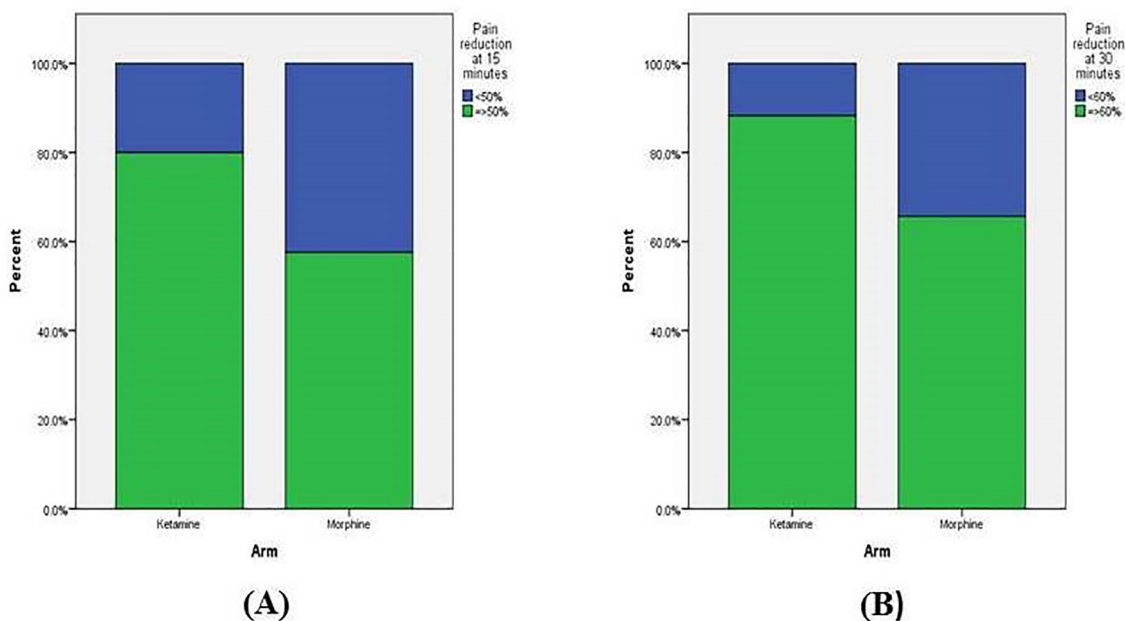 Pain
reduction
at 15
minutes
<50%
=>50%
100.0%
80.0%
60.0%
40.0%
20.0%
0.0%
Percent
Ketamine
Morphine
Arm
(A)
Pain
reduction
at 30
minutes
<60%
=>60%
100.0%
80.0%
60.0%
40.0%
20.0%
0.0%
Percent
Ketamine
Morphine
Arm
(B)